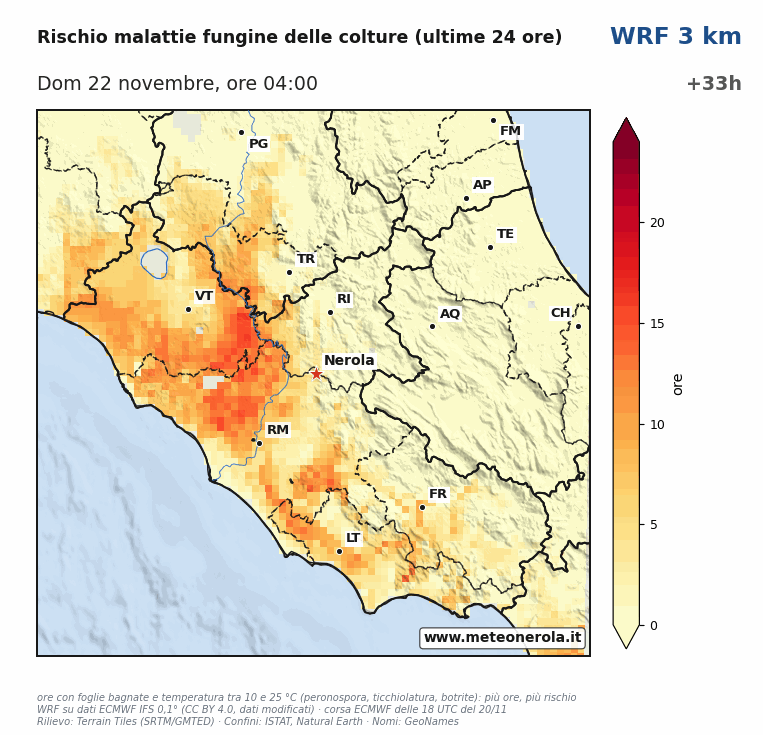 Rischio malattie fungine delle colture (ultime 24 ore)
WRF 3 km
Dom 22 novembre, ore 04:00
+33h
FM
PG
AP
TE
TR
VT
RI
AQ
CH
Nerola
RM
FR
LT
20
15
10
5
0
ore
www.meteonerola.it
ore con foglie bagnate e temperatura tra 10 e 25 °C (peronospora, ticchiolatura, botrite): più ore, più rischio
WRF su dati ECMWF IFS 0,1° (CC BY 4.0, dati modificati) · corsa ECMWF delle 18 UTC del 20/11
Rilievo: Terrain Tiles (SRTM/GMTED) · Confini: ISTAT, Natural Earth · Nomi: GeoNames